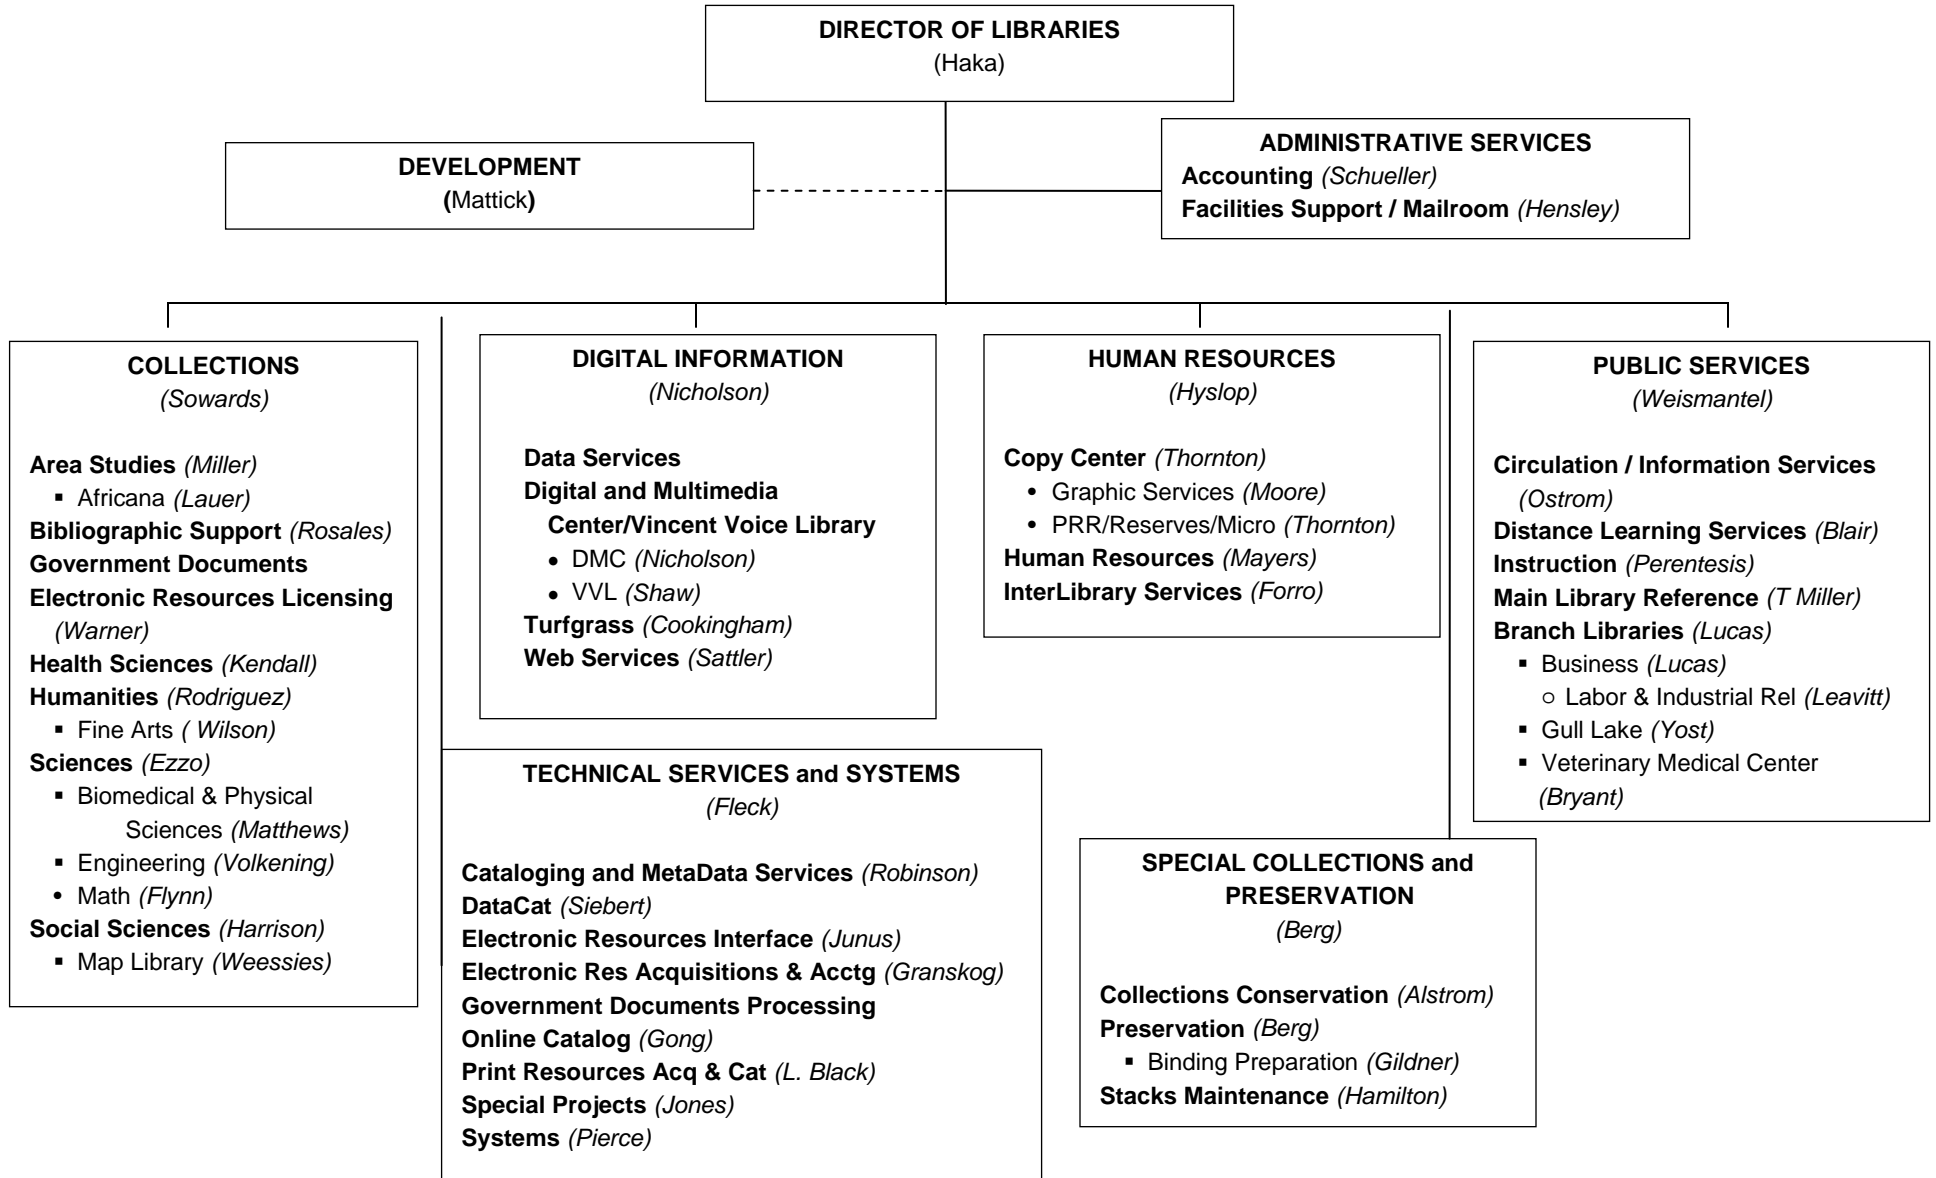 DIRECTOR OF LIBRARIES
(Haka)
DEVELOPMENT
(Mattick)
ADMINISTRATIVE SERVICES
Accounting (Schueller)
Facilities Support / Mailroom (Hensley)
COLLECTIONS
(Sowards)
Area Studies (Miller)
▪ Africana (Lauer)
Bibliographic Support (Rosales)
Government Documents
Electronic Resources Licensing
(Warner)
Health Sciences (Kendall)
Humanities (Rodriguez)
▪ Fine Arts ( Wilson)
Sciences (Ezzo)
▪ Biomedical & Physical
Sciences (Matthews)
▪ Engineering (Volkening)
• Math (Flynn)
Social Sciences (Harrison)
▪ Map Library (Weessies)
DIGITAL INFORMATION
(Nicholson)
Data Services
Digital and Multimedia
Center/Vincent Voice Library
• DMC (Nicholson)
• VVL (Shaw)
Turfgrass (Cookingham)
Web Services (Sattler)
HUMAN RESOURCES
(Hyslop)
Copy Center (Thornton)
• Graphic Services (Moore)
• PRR/Reserves/Micro (Thornton)
Human Resources (Mayers)
InterLibrary Services (Forro)
PUBLIC SERVICES
(Weismantel)
Circulation / Information Services
(Ostrom)
Distance Learning Services (Blair)
Instruction (Perentesis)
Main Library Reference (T Miller)
Branch Libraries (Lucas)
▪ Business (Lucas)
o Labor & Industrial Rel (Leavitt)
▪ Gull Lake (Yost)
▪ Veterinary Medical Center
(Bryant)
TECHNICAL SERVICES and SYSTEMS
(Fleck)
Cataloging and MetaData Services (Robinson)
DataCat (Siebert)
Electronic Resources Interface (Junus)
Electronic Res Acquisitions & Acctg (Granskog)
Government Documents Processing
Online Catalog (Gong)
Print Resources Acq & Cat (L. Black)
Special Projects (Jones)
Systems (Pierce)
SPECIAL COLLECTIONS and
PRESERVATION
(Berg)
Collections Conservation (Alstrom)
Preservation (Berg)
▪ Binding Preparation (Gildner)
Stacks Maintenance (Hamilton)